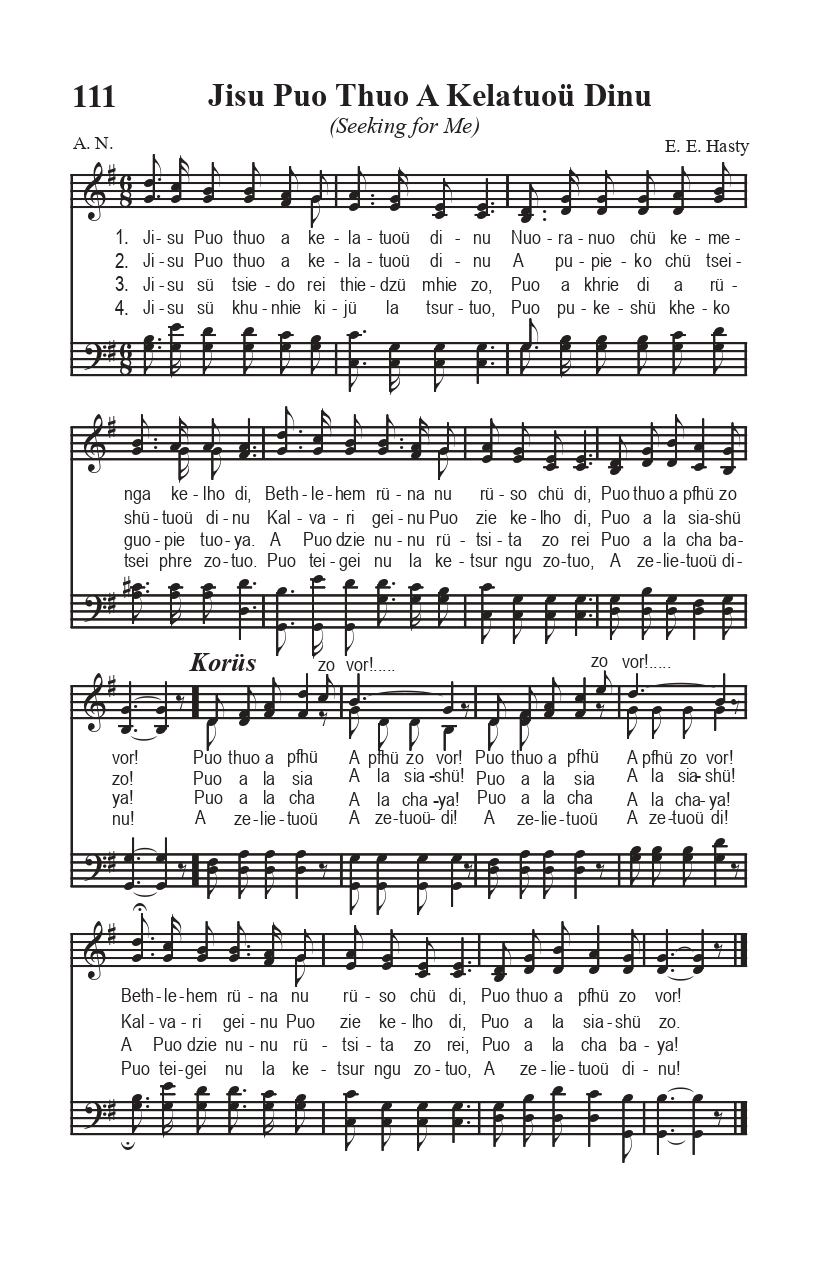 111 Jisu Puo Thuo A Kelatuoü Dinu
(Seeking for Me)
A. N. E. E. Hasty
1. Ji - su Puo thuo a ke - la - tuoü di - nu Nuo - ra - nuo chü ke - me -
2. Ji - su Puo thuo a ke - la - tuoü di - nu A pu - pie - ko chü tsei -
3. Ji - su sü tsie - do rei thie - dzü mhie zo, Puo a khrie di a rü -
4. Ji - su sü khu - nhie ki - jü la tsur - tuo, Puo pu - ke - shü khe - ko
nga ke - lho di, Beth - le - hem rü - na nu rü - so chü di, Puo thuo a pfhü zo
shü - tuoü di - nu Kal - va - ri gei - nu Puo zie ke - lho di, Puo a la sia - shü
guo - pie tuo - ya. A Puo dzie nu - nu rü - tsi - ta zo rei Puo a la cha ba -
tsei phre zo - tuo. Puo tei - gei nu la ke - tsur ngu zo - tuo, A ze - lie - tuoü di -
Korüs zo vor!..... zo vor!.....
vor! Puo thuo a pfhü A pfhü zo vor! Puo thuo a pfhü A pfhü zo vor!
zo! Puo a la sia A la sia - shü! Puo a la sia A la sia - shü!
ya! Puo a la cha A la cha - ya! Puo a la cha A la cha - ya!
nu! A ze - lie - tuoü A ze - tuoü - di! A ze - lie - tuoü A ze - tuoü di!
Beth - le - hem rü - na nu rü - so chü di, Puo thuo a pfhü zo vor!
Kal - va - ri gei - nu Puo zie ke - lho di, Puo a la sia - shü zo.
A Puo dzie nu - nu rü - tsi - ta zo rei, Puo a la cha ba - ya!
Puo tei - gei nu la ke - tsur ngu zo - tuo, A ze - lie - tuoü di - nu!